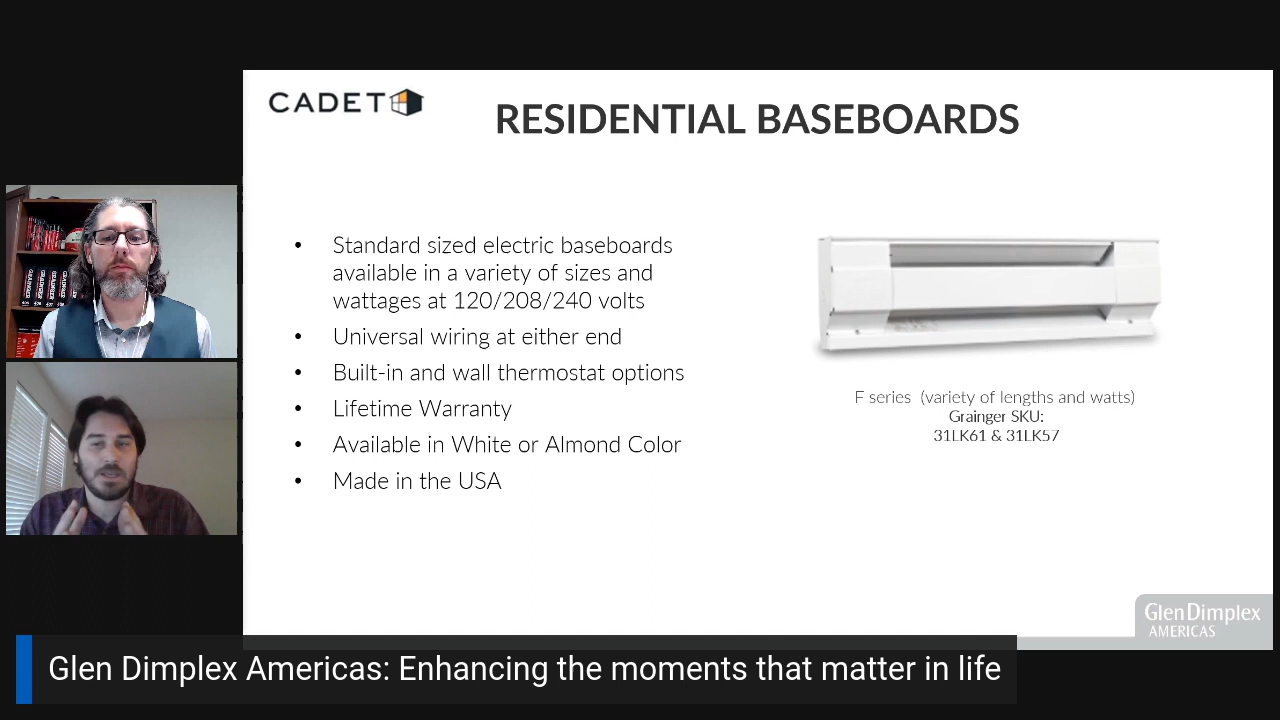 CADET
RESIDENTIAL BASEBOARDS
• Standard sized electric baseboards
available in a variety of sizes and
wattages at 120/208/240 volts
• Universal wiring at either end
• Built-in and wall thermostat options
• Lifetime Warranty
• Available in White or Almond Color
• Made in the USA
F series (variety of lengths and watts)
Grainger SKU:
31LK61 & 31LK57
Glen Dimplex
AMERICAS
Glen Dimplex Americas: Enhancing the moments that matter in life